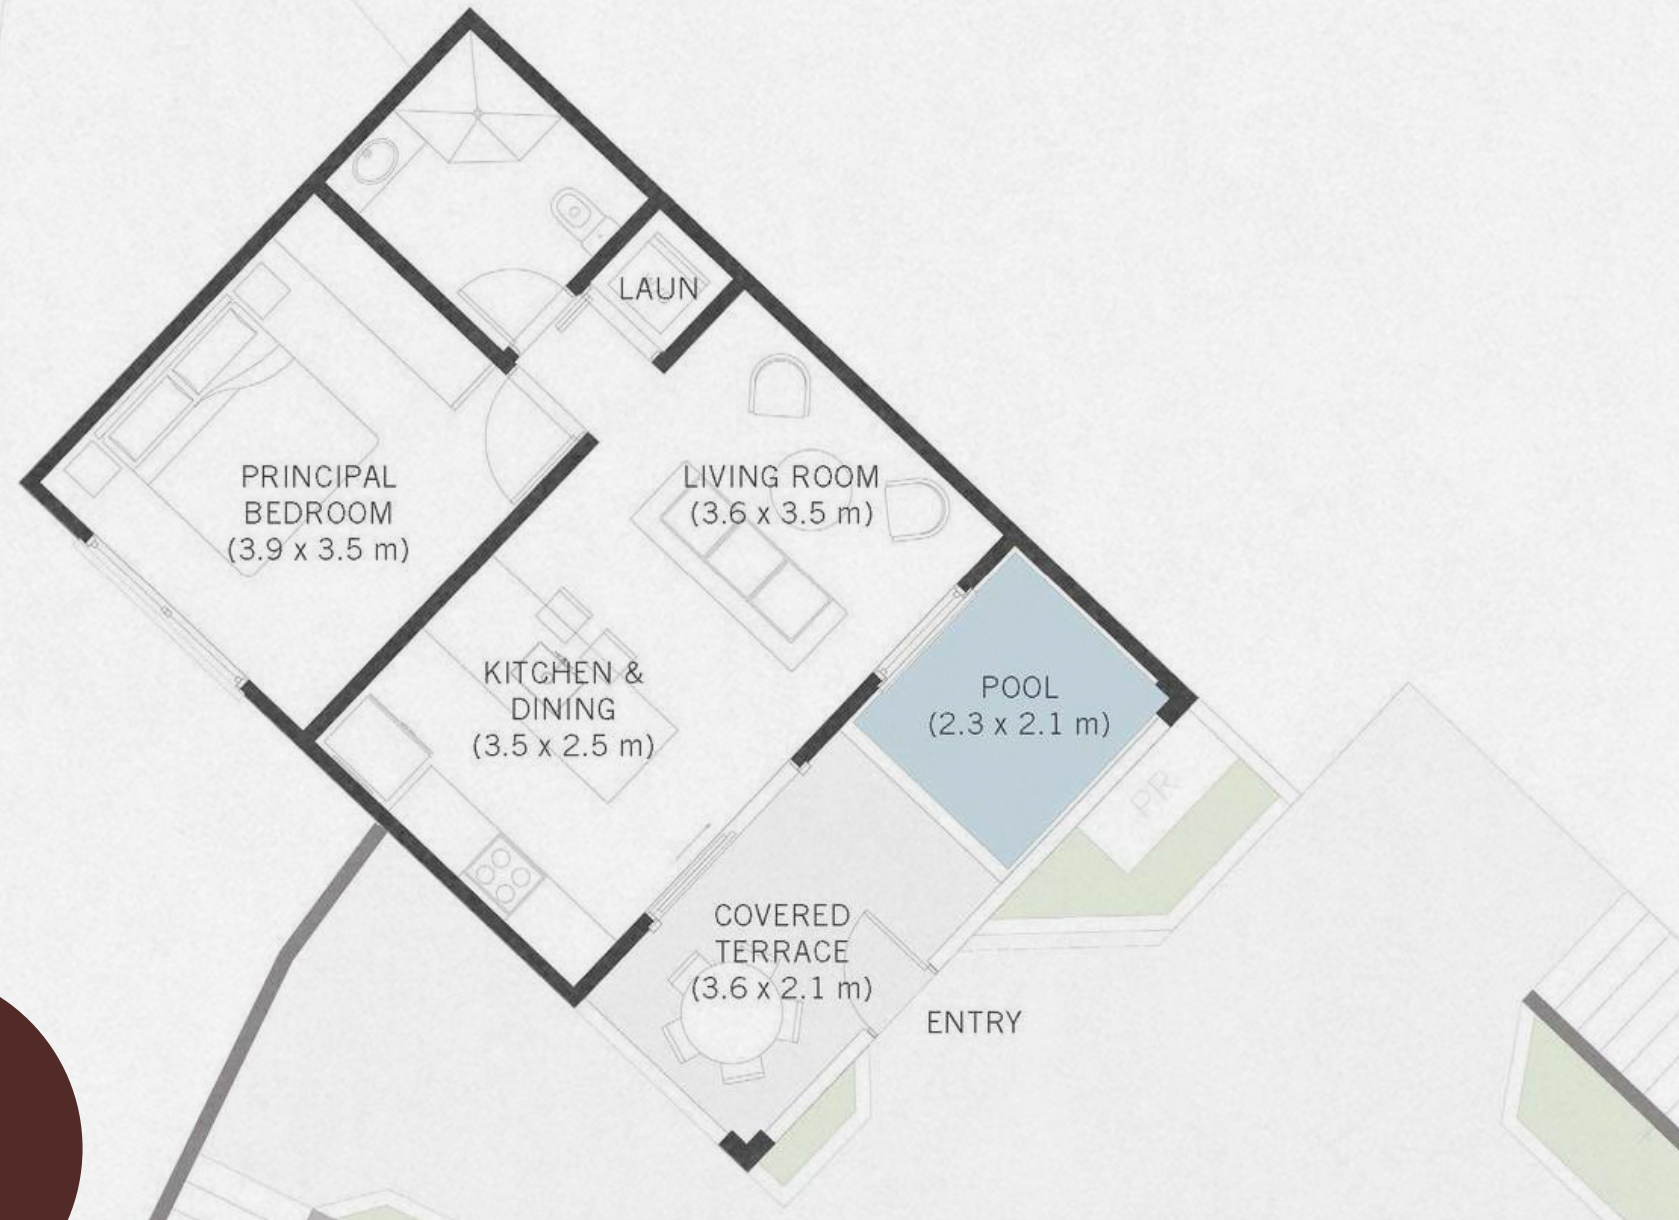 LAUN
PRINCIPAL
BEDROOM
(3.9 x 3.5 m)
LIVING ROOM
(3.6 x 3.5 m)
KITCHEN &
DINING
(3.5 x 2.5 m)
POOL
(2.3 x 2.1 m)
PR
COVERED
TERRACE
(3.6 x 2.1 m)
ENTRY